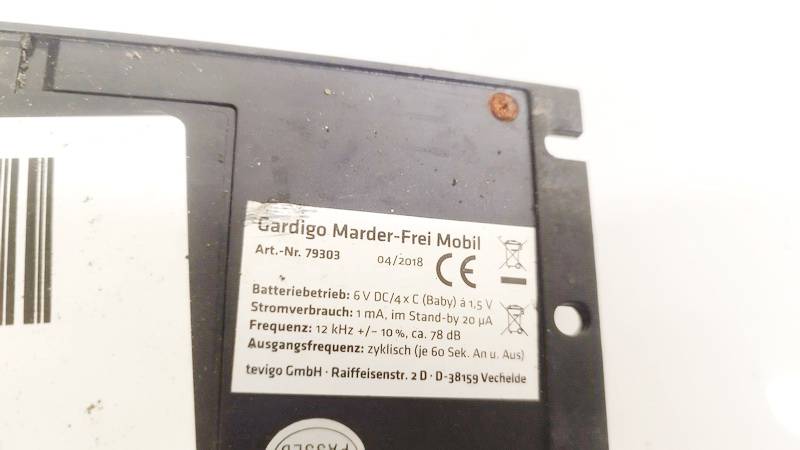 Gardigo Marder-Frei Mobil
Art.-Nr. 79303 04/2018 CE
Batteriebetrieb: 6 V DC/4 x C (Baby) á 1,5 V
Stromverbrauch: 1 mA, im Stand-by 20 µA
Frequenz: 12 kHz +/- 10 %, ca. 78 dB
Ausgangsfrequenz: zyklisch (je 60 Sek. An u. Aus)
tevigo GmbH · Raiffeisenstr. 2 D · D-38159 Vechelde
PASSED